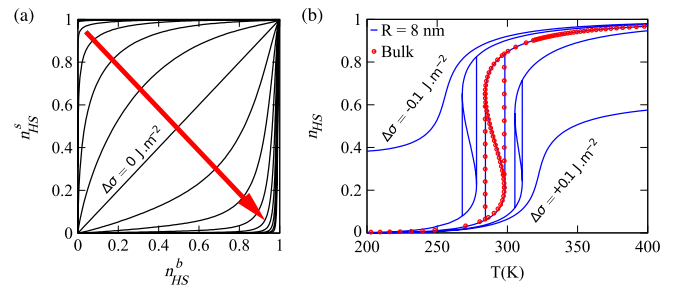 (a)
1
0.8
0.6
0.4
0.2
0
n^s_HS
Δσ = 0 J.m⁻²
0 0.2 0.4 0.6 0.8 1
n^b_HS
(b)
1
0.8
0.6
0.4
0.2
0
n_HS
R = 8 nm
Bulk
Δσ = -0.1 J.m⁻²
Δσ = +0.1 J.m⁻²
200 250 300 350 400
T(K)